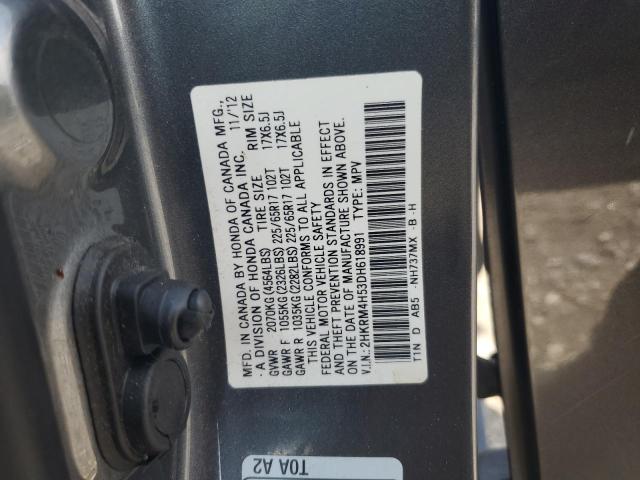 MFD. IN CANADA BY HONDA OF CANADA MFG.,
A DIVISION OF HONDA CANADA INC. 11/12
GVWR 2070KG(4564LBS) TIRE SIZE RIM SIZE
GAWR F 1055KG(2326LBS) 225/65R17 102T 17X6.5J
GAWR R 1035KG(2282LBS) 225/65R17 102T 17X6.5J
THIS VEHICLE CONFORMS TO ALL APPLICABLE
FEDERAL MOTOR VEHICLE SAFETY
AND THEFT PREVENTION STANDARDS IN EFFECT
ON THE DATE OF MANUFACTURE SHOWN ABOVE.
V.I.N.: 2HKRM4H53DH618991 TYPE: MPV
T1N D AB5 -NH737MX -B -H
T0A A2